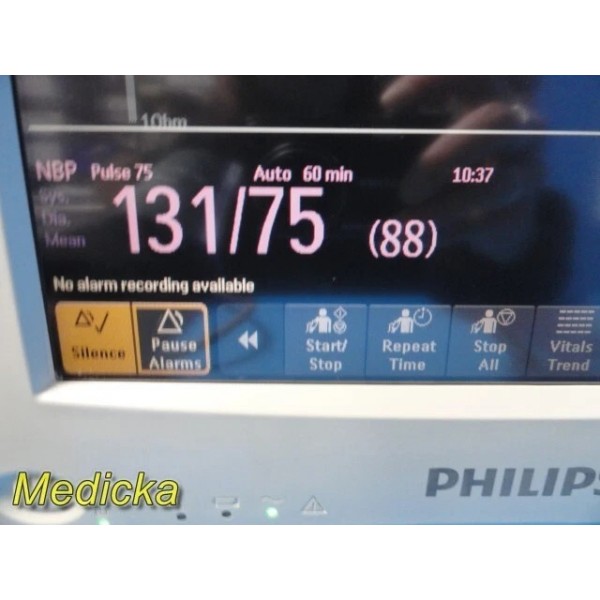 1Ohm
NBP Pulse 75 Auto 60 min 10:37
Sys.
Dia.
Mean
131/75 (88)
No alarm recording available
Silence
Pause Alarms
Start/ Stop
Repeat Time
Stop All
Vitals Trend
Medicka
PHILIPS